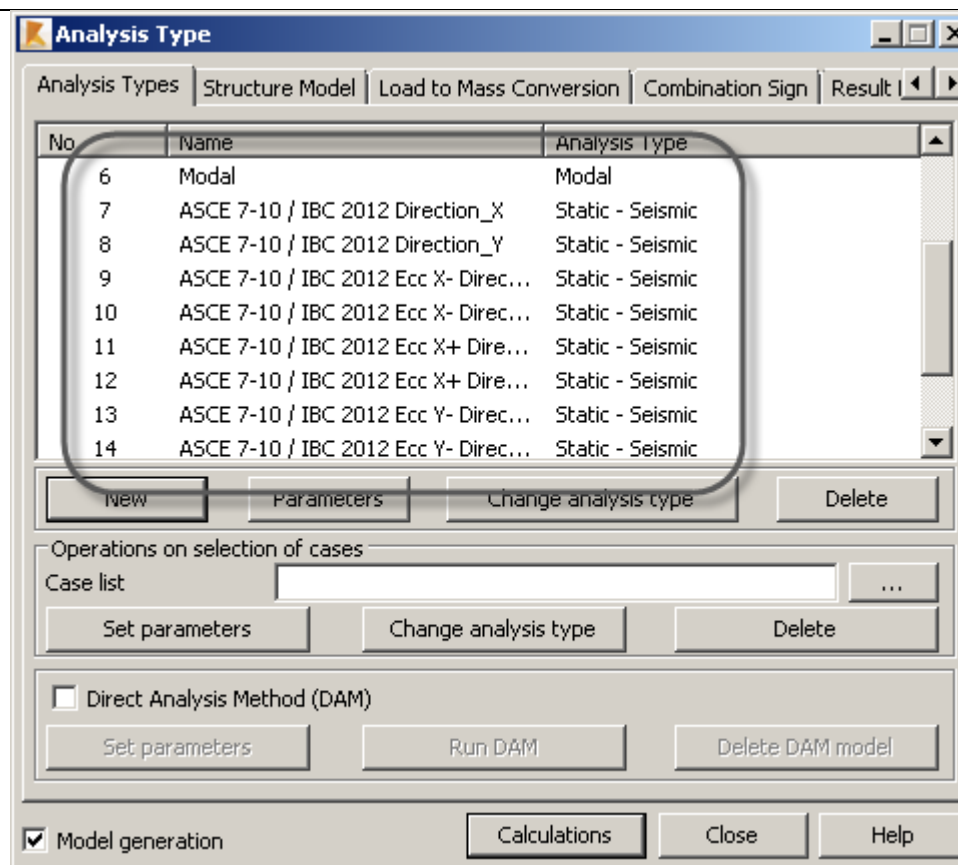 Analysis Type
Analysis Types Structure Model Load to Mass Conversion Combination Sign Result
No Name Analysis Type
6 Modal Modal
7 ASCE 7-10 / IBC 2012 Direction_X Static - Seismic
8 ASCE 7-10 / IBC 2012 Direction_Y Static - Seismic
9 ASCE 7-10 / IBC 2012 Ecc X- Direc... Static - Seismic
10 ASCE 7-10 / IBC 2012 Ecc X- Direc... Static - Seismic
11 ASCE 7-10 / IBC 2012 Ecc X+ Dire... Static - Seismic
12 ASCE 7-10 / IBC 2012 Ecc X+ Dire... Static - Seismic
13 ASCE 7-10 / IBC 2012 Ecc Y- Direc... Static - Seismic
14 ASCE 7-10 / IBC 2012 Ecc Y- Direc... Static - Seismic
New Parameters Change analysis type Delete
Operations on selection of cases
Case list ...
Set parameters Change analysis type Delete
Direct Analysis Method (DAM)
Set parameters Run DAM Delete DAM model
Model generation Calculations Close Help